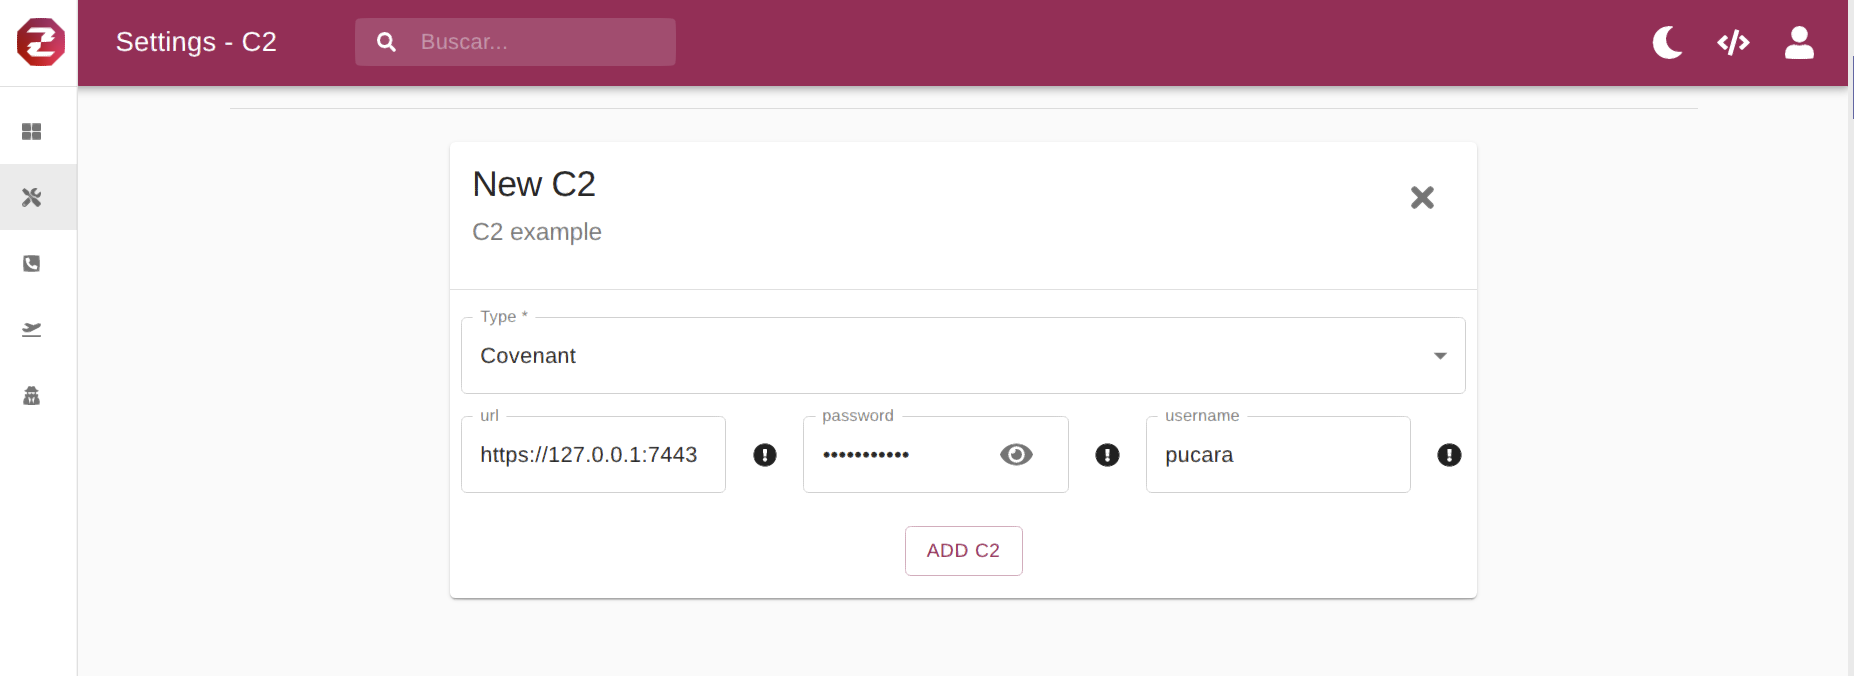 Settings - C2
Buscar...
New C2
C2 example
Type *
Covenant
url
password
username
https://127.0.0.1:7443
•••••••••••
pucara
ADD C2